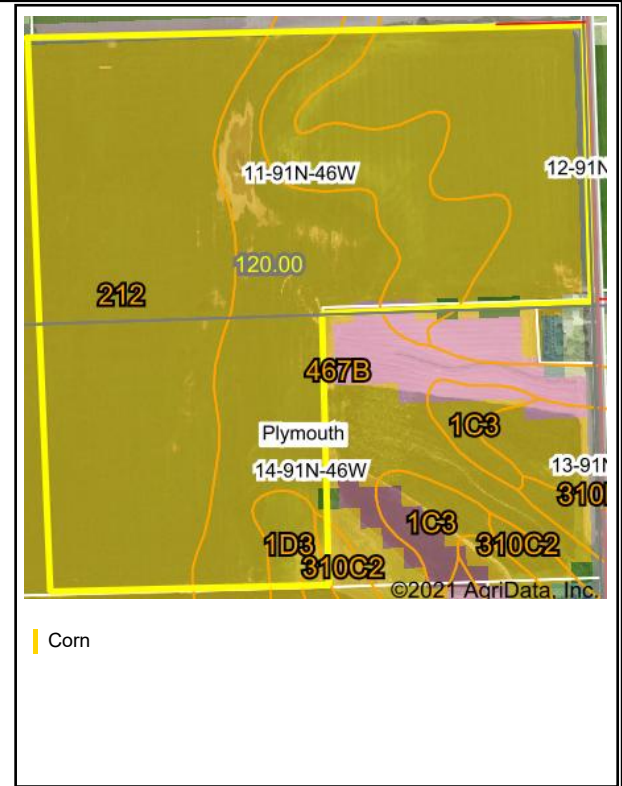 11-91N-46W
12-91N
120.00
212
467B
1C3
Plymouth
14-91N-46W
13-91N
310
1C3
310C2
1D3
310C2
©2021 AgriData, Inc.
Corn